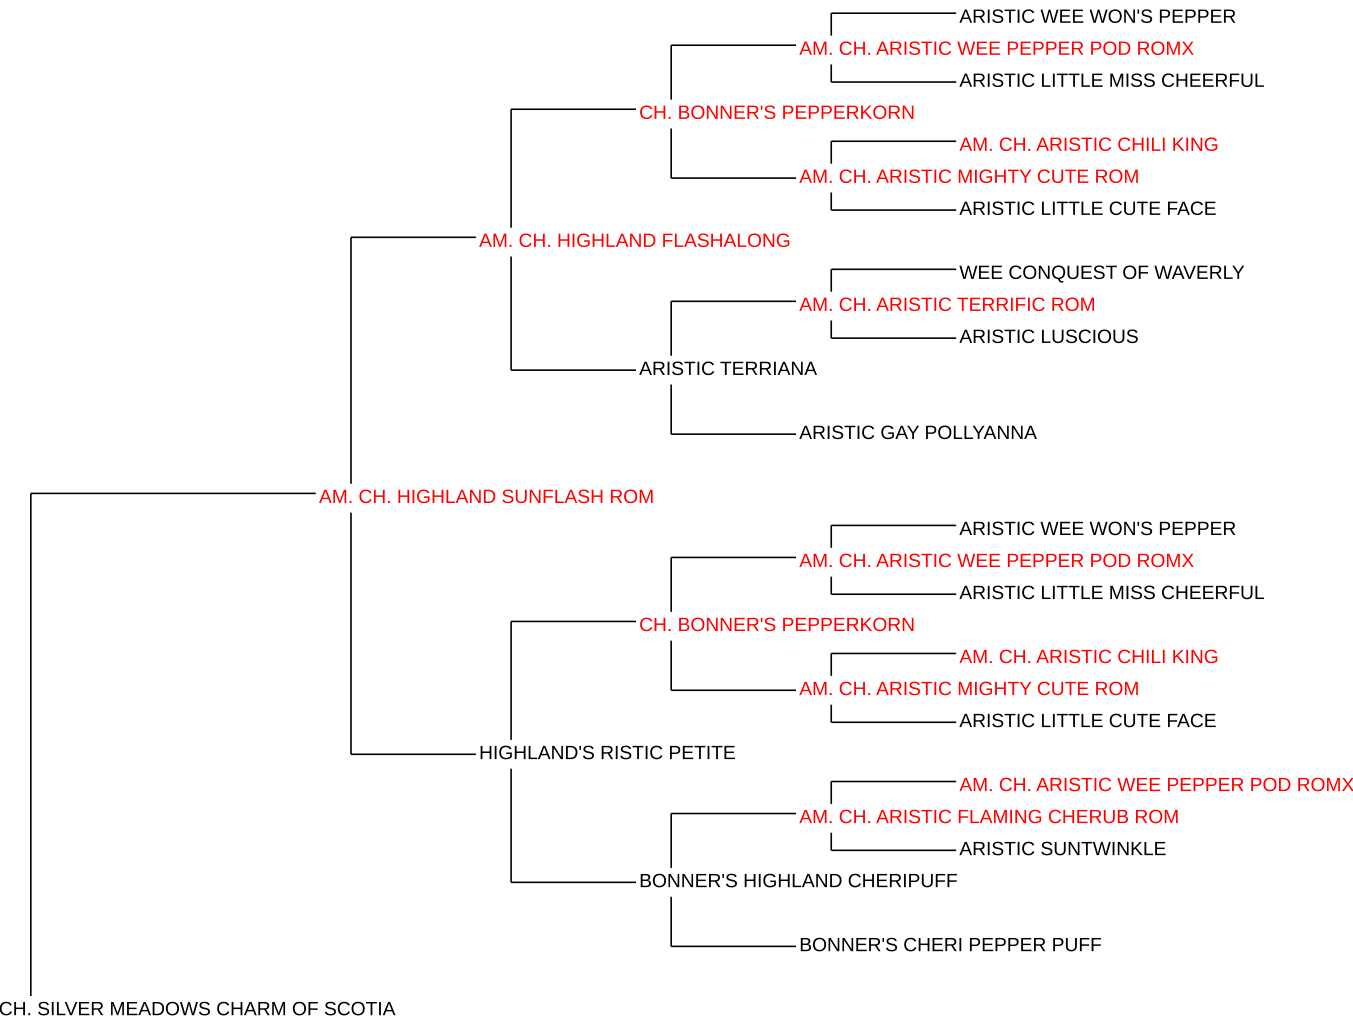 ARISTIC WEE WON'S PEPPER
AM. CH. ARISTIC WEE PEPPER POD ROMX
ARISTIC LITTLE MISS CHEERFUL
CH. BONNER'S PEPPERKORN
AM. CH. ARISTIC CHILI KING
AM. CH. ARISTIC MIGHTY CUTE ROM
ARISTIC LITTLE CUTE FACE
AM. CH. HIGHLAND FLASHALONG
WEE CONQUEST OF WAVERLY
AM. CH. ARISTIC TERRIFIC ROM
ARISTIC LUSCIOUS
ARISTIC TERRIANA
ARISTIC GAY POLLYANNA
AM. CH. HIGHLAND SUNFLASH ROM
ARISTIC WEE WON'S PEPPER
AM. CH. ARISTIC WEE PEPPER POD ROMX
ARISTIC LITTLE MISS CHEERFUL
CH. BONNER'S PEPPERKORN
AM. CH. ARISTIC CHILI KING
AM. CH. ARISTIC MIGHTY CUTE ROM
ARISTIC LITTLE CUTE FACE
HIGHLAND'S RISTIC PETITE
AM. CH. ARISTIC WEE PEPPER POD ROMX
AM. CH. ARISTIC FLAMING CHERUB ROM
ARISTIC SUNTWINKLE
BONNER'S HIGHLAND CHERIPUFF
BONNER'S CHERI PEPPER PUFF
CH. SILVER MEADOWS CHARM OF SCOTIA